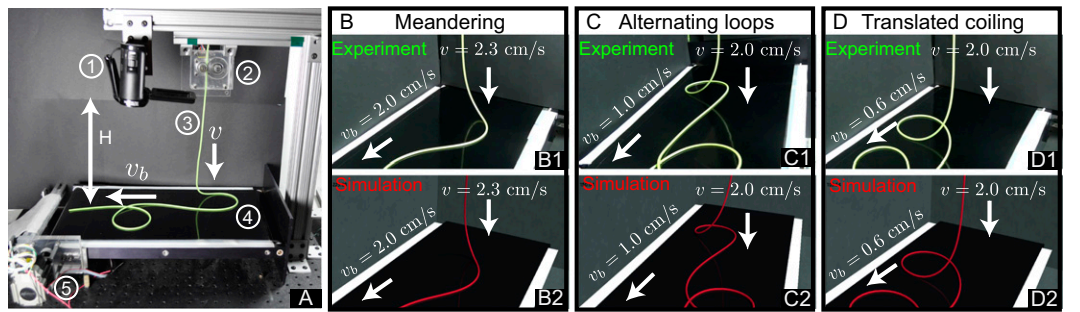 ①
②
③
④
⑤
H
v
v_b
A
B Meandering
Experiment
v = 2.3 cm/s
v_b = 2.0 cm/s
B1
Simulation
v = 2.3 cm/s
v_b = 2.0 cm/s
B2
C Alternating loops
Experiment
v = 2.0 cm/s
v_b = 1.0 cm/s
C1
Simulation
v = 2.0 cm/s
v_b = 1.0 cm/s
C2
D Translated coiling
Experiment
v = 2.0 cm/s
v_b = 0.6 cm/s
D1
Simulation
v = 2.0 cm/s
v_b = 0.6 cm/s
D2